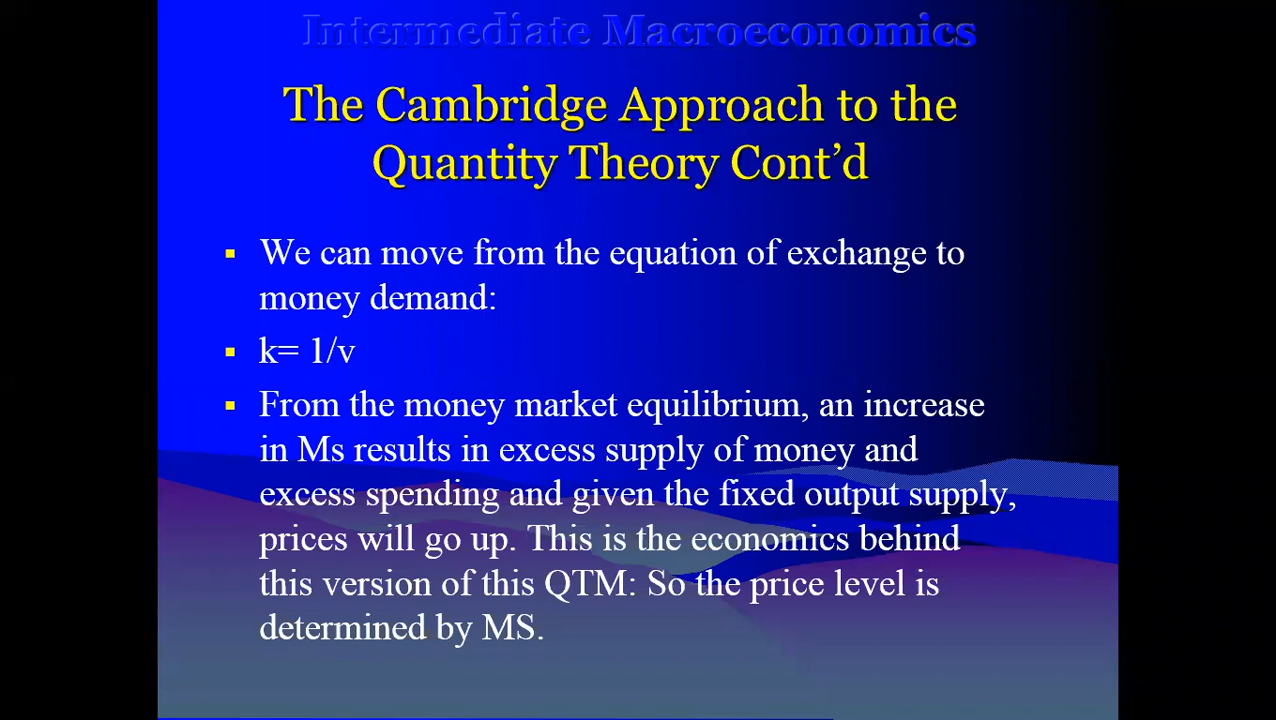 Intermediate Macroeconomics
The Cambridge Approach to the
Quantity Theory Cont’d
▪ We can move from the equation of exchange to
money demand:
▪ k= 1/v
▪ From the money market equilibrium, an increase
in Ms results in excess supply of money and
excess spending and given the fixed output supply,
prices will go up. This is the economics behind
this version of this QTM: So the price level is
determined by MS.